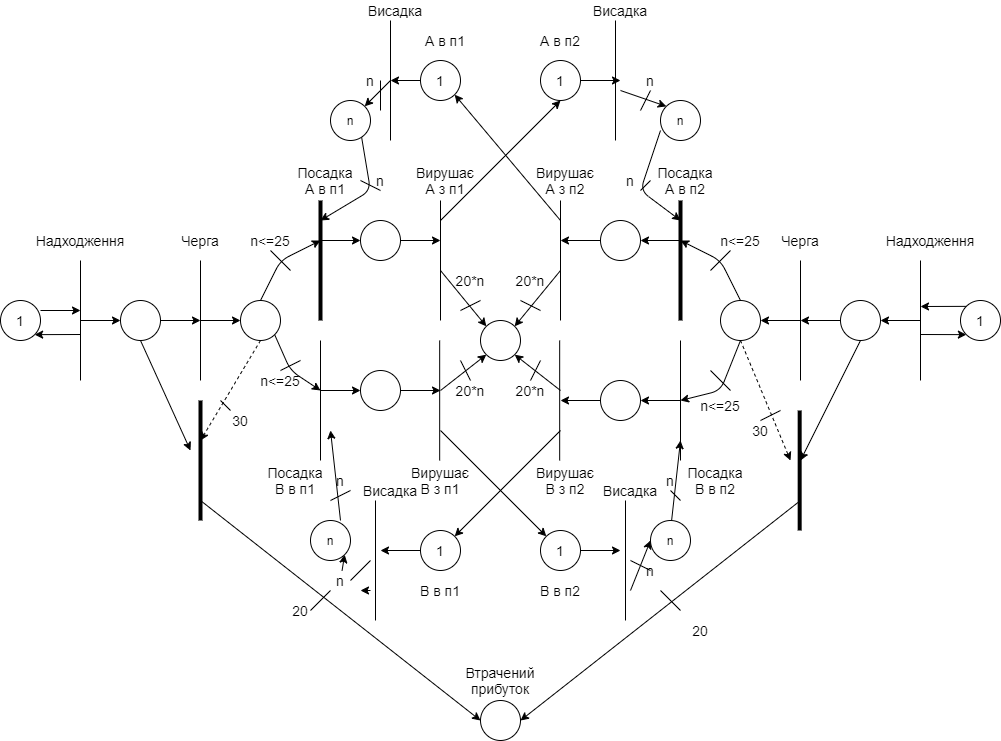 Висадка
Висадка
А в п1
А в п2
n
1
1
n
n
n
Посадка
А в п1
n
Вирушає
А з п1
Вирушає
А з п2
n
Посадка
А в п2
Надходження
Черга
n<=25
n<=25
Черга
Надходження
20*n
20*n
1
1
n<=25
20*n
20*n
n<=25
30
30
Посадка
В в п1
n
Висадка
Вирушає
В з п1
Вирушає
В з п2
Висадка
n
Посадка
В в п2
n
1
1
n
n
n
В в п1
В в п2
20
20
Втрачений
прибуток